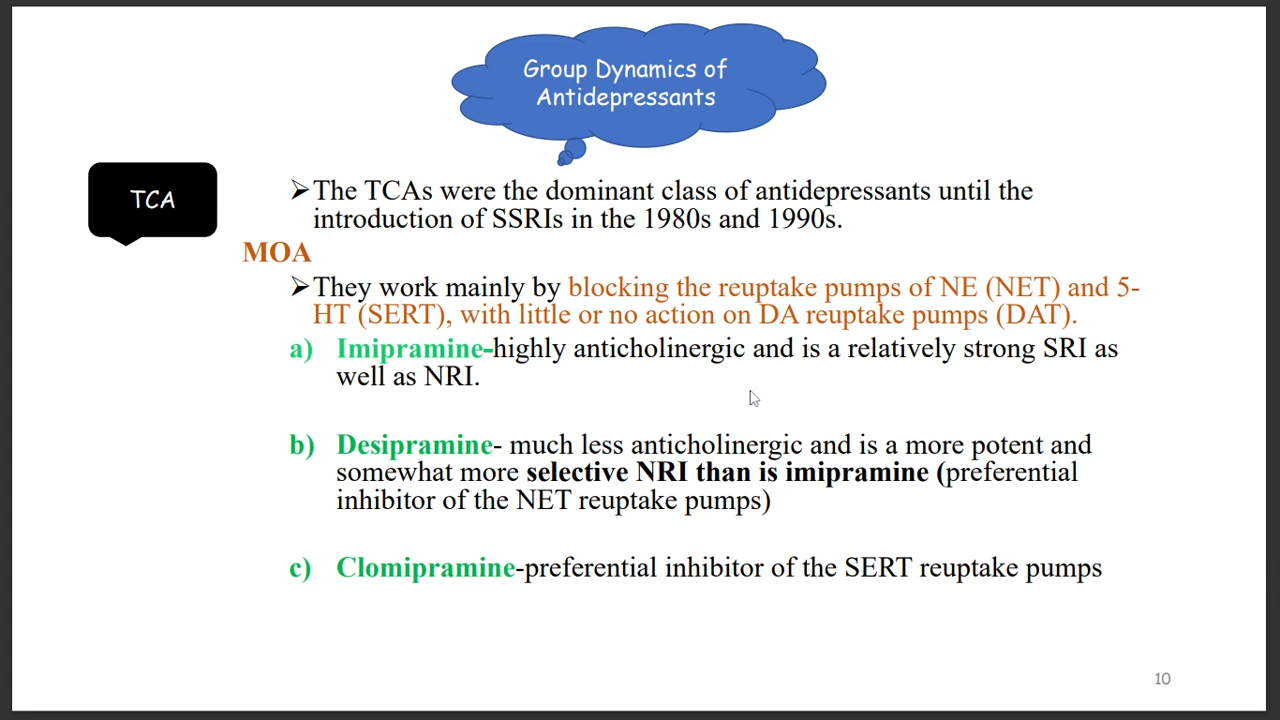 Group Dynamics of
Antidepressants
TCA
➢The TCAs were the dominant class of antidepressants until the
introduction of SSRIs in the 1980s and 1990s.
MOA
➢They work mainly by blocking the reuptake pumps of NE (NET) and 5-
HT (SERT), with little or no action on DA reuptake pumps (DAT).
a) Imipramine-highly anticholinergic and is a relatively strong SRI as
well as NRI.
b) Desipramine- much less anticholinergic and is a more potent and
somewhat more selective NRI than is imipramine (preferential
inhibitor of the NET reuptake pumps)
c) Clomipramine-preferential inhibitor of the SERT reuptake pumps
10